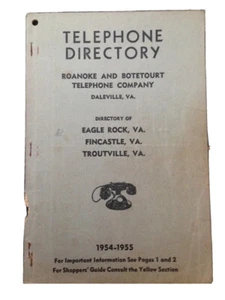 TELEPHONE
DIRECTORY
ROANOKE AND BOTETOURT
TELEPHONE COMPANY
DALEVILLE, VA.
DIRECTORY OF
EAGLE ROCK, VA.
FINCASTLE, VA.
TROUTVILLE, VA.
1954-1955
For Important Information See Pages 1 and 2
For Shoppers' Guide Consult the Yellow Section